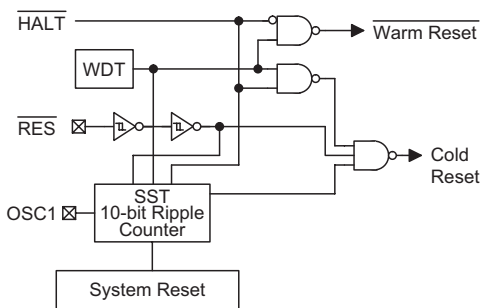 HALT
Warm Reset
WDT
RES
Cold
Reset
SST
10-bit Ripple
Counter
OSC1
System Reset